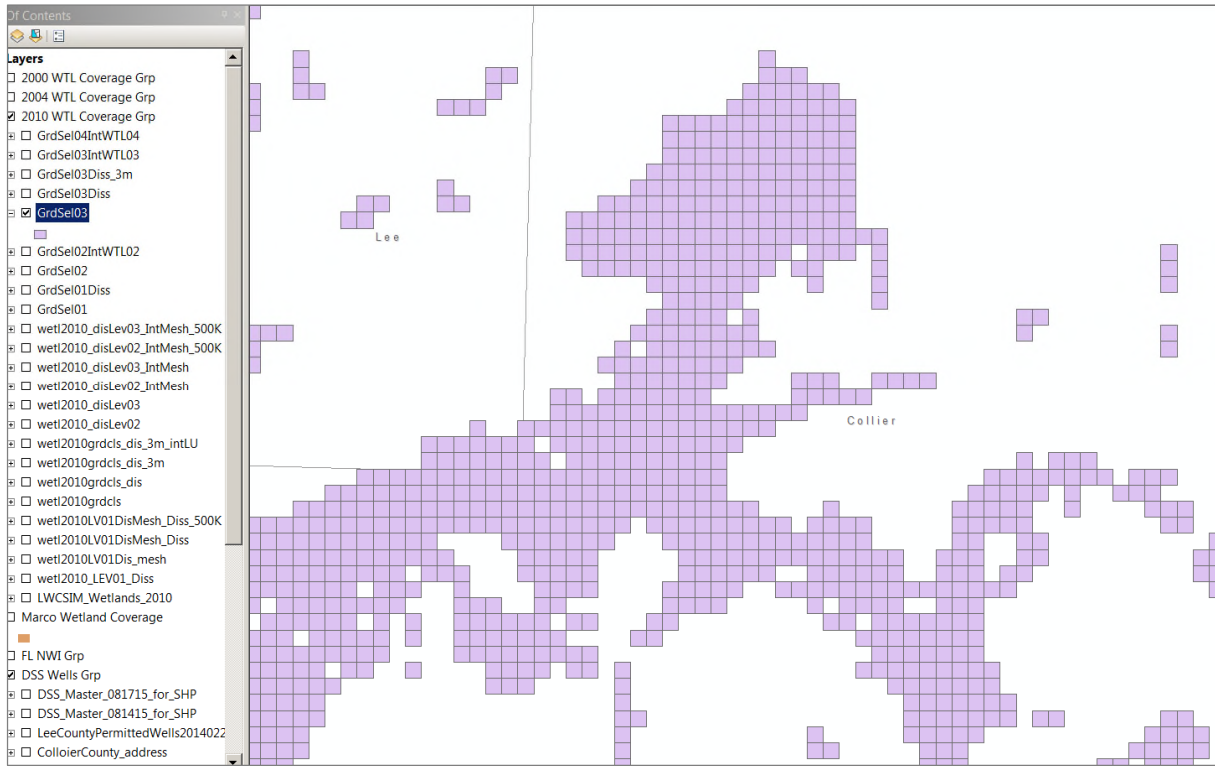 Of Contents
Layers
2000 WTL Coverage Grp
2004 WTL Coverage Grp
2010 WTL Coverage Grp
GrdSel04IntWTL04
GrdSel03IntWTL03
GrdSel03Diss_3m
GrdSel03Diss
GrdSel03
GrdSel02IntWTL02
GrdSel02
GrdSel01Diss
GrdSel01
wetl2010_disLev03_IntMesh_500K
wetl2010_disLev02_IntMesh_500K
wetl2010_disLev03_IntMesh
wetl2010_disLev02_IntMesh
wetl2010_disLev03
wetl2010_disLev02
wetl2010grdcls_dis_3m_intLU
wetl2010grdcls_dis_3m
wetl2010grdcls_dis
wetl2010grdcls
wetl2010LV01DisMesh_Diss_500K
wetl2010LV01DisMesh_Diss
wetl2010LV01Dis_mesh
wetl2010_LEV01_Diss
LWCSIM_Wetlands_2010
Marco Wetland Coverage
FL NWI Grp
DSS Wells Grp
DSS_Master_081715_for_SHP
DSS_Master_081415_for_SHP
LeeCountyPermittedWells2014022
ColloierCounty_address
Lee
Collier